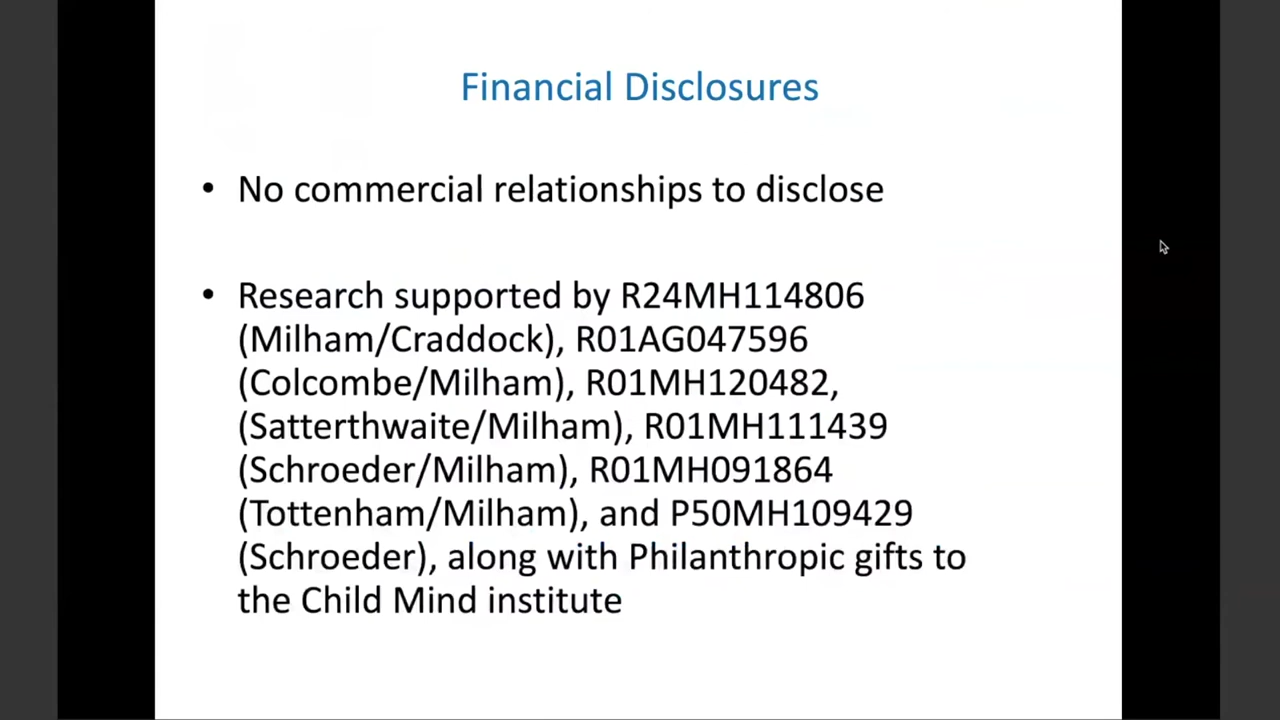 Financial Disclosures
• No commercial relationships to disclose
• Research supported by R24MH114806
(Milham/Craddock), R01AG047596
(Colcombe/Milham), R01MH120482,
(Satterthwaite/Milham), R01MH111439
(Schroeder/Milham), R01MH091864
(Tottenham/Milham), and P50MH109429
(Schroeder), along with Philanthropic gifts to
the Child Mind institute